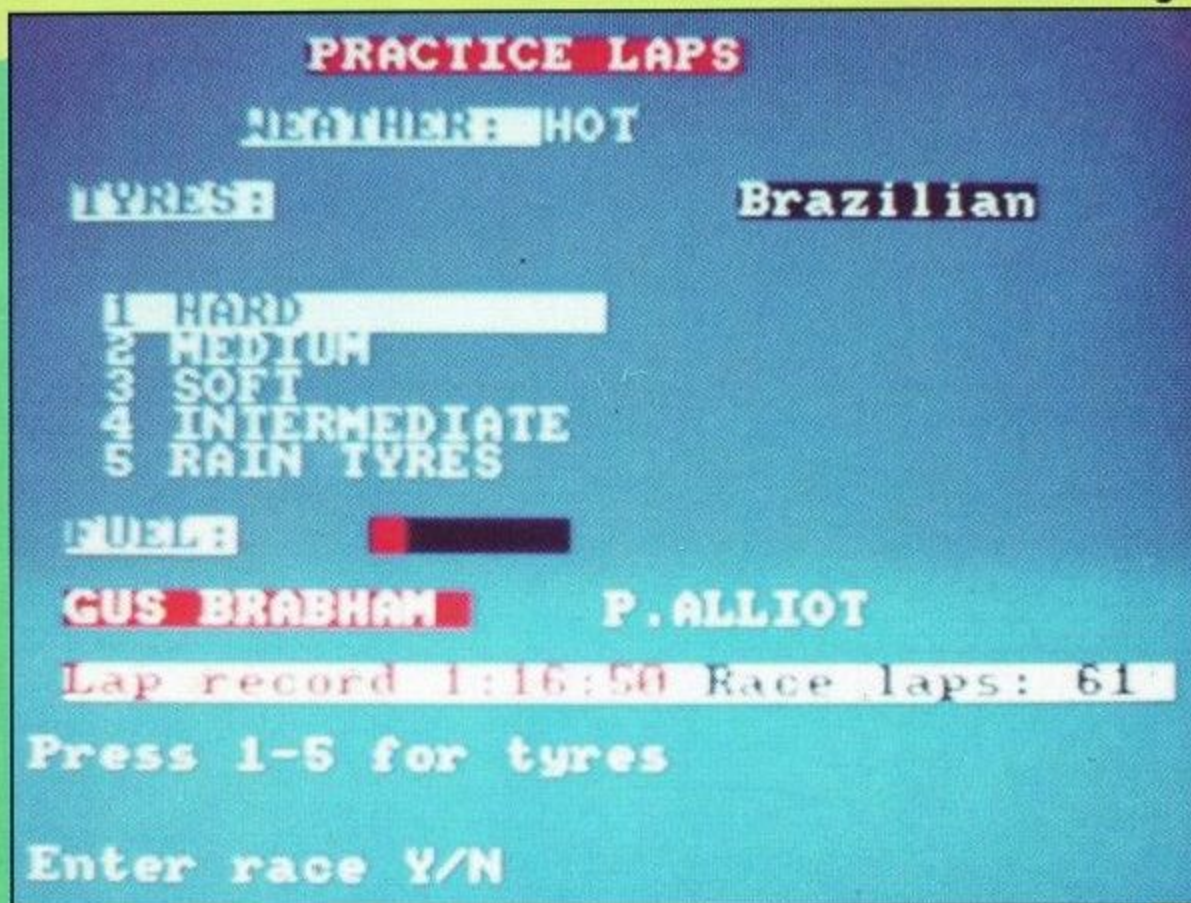 PRACTICE LAPS
WEATHER: HOT
TYRES:
Brazilian
1 HARD
2 MEDIUM
3 SOFT
4 INTERMEDIATE
5 RAIN TYRES
FUEL:
GUS BRABHAM P.ALLIOT
Lap record 1:16:50 Race laps: 61
Press 1-5 for tyres
Enter race Y/N